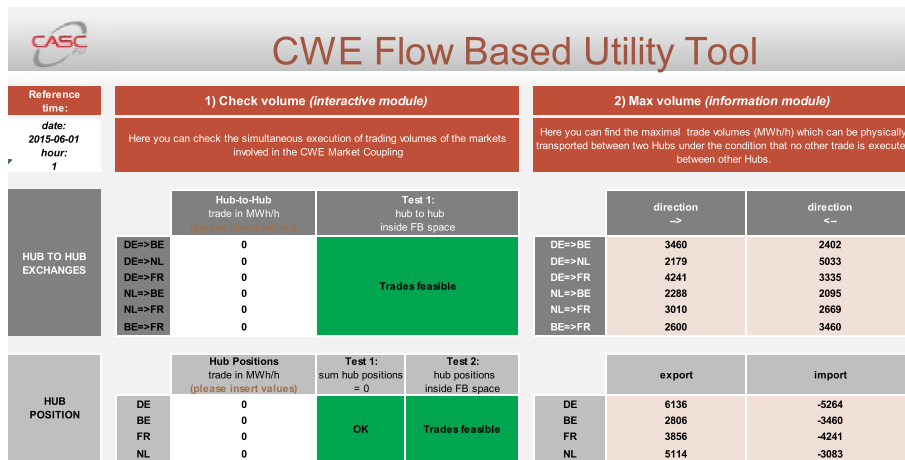 CASC
CWE Flow Based Utility Tool
Reference
time:
date:
2015-06-01
hour:
1
1) Check volume (interactive module)
Here you can check the simultaneous execution of trading volumes of the markets
involved in the CWE Market Coupling
2) Max volume (information module)
Here you can find the maximal trade volumes (MWh/h) which can be physically
transported between two Hubs under the condition that no other trade is execute
between other Hubs.
HUB TO HUB
EXCHANGES
Hub-to-Hub
trade in MWh/h
(please insert values)
Test 1:
hub to hub
inside FB space
DE=>BE 0
DE=>NL 0
DE=>FR 0
NL=>BE 0
NL=>FR 0
BE=>FR 0
Trades feasible
direction
-->
direction
<--
DE=>BE 3460 2402
DE=>NL 2179 5033
DE=>FR 4241 3335
NL=>BE 2288 2095
NL=>FR 3010 2669
BE=>FR 2600 3460
HUB
POSITION
Hub Positions
trade in MWh/h
(please insert values)
Test 1:
sum hub positions
= 0
Test 2:
hub positions
inside FB space
DE 0
BE 0
FR 0
NL 0
OK
Trades feasible
export import
DE 6136 -5264
BE 2806 -3460
FR 3856 -4241
NL 5114 -3083